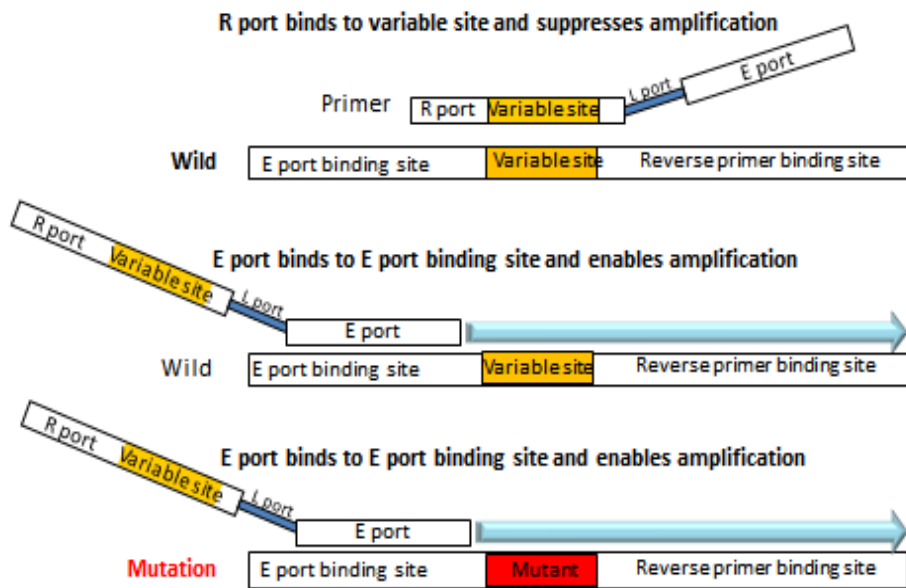 R port binds to variable site and suppresses amplification
L port
E port
Primer
R port
Variable site
Wild
E port binding site
Variable site
Reverse primer binding site
R port
Variable site
L port
E port binds to E port binding site and enables amplification
E port
Wild
E port binding site
Variable site
Reverse primer binding site
R port
Variable site
L port
E port binds to E port binding site and enables amplification
E port
Mutation
E port binding site
Mutant
Reverse primer binding site